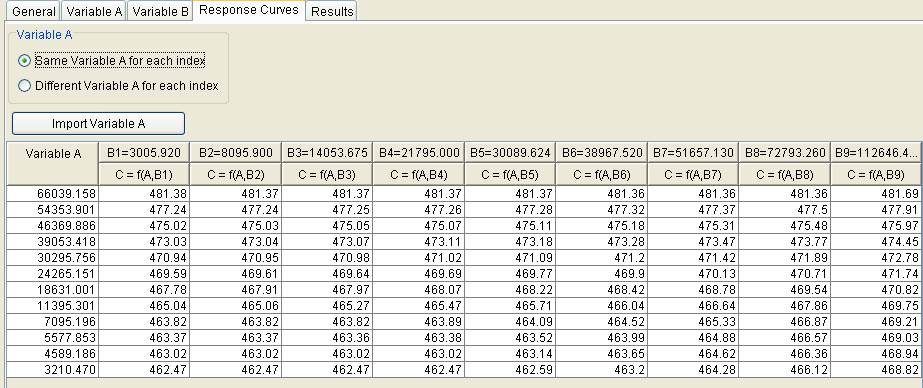 General Variable A Variable B Response Curves Results
Variable A
Same Variable A for each index
Different Variable A for each index
Import Variable A
Variable A B1=3005.920 B2=8095.900 B3=14053.675 B4=21795.000 B5=30089.624 B6=38967.520 B7=51657.130 B8=72793.260 B9=112646.4...
C = f(A,B1) C = f(A,B2) C = f(A,B3) C = f(A,B4) C = f(A,B5) C = f(A,B6) C = f(A,B7) C = f(A,B8) C = f(A,B9)
66039.158 481.38 481.37 481.37 481.37 481.37 481.36 481.36 481.36 481.69
54353.901 477.24 477.24 477.25 477.26 477.28 477.32 477.37 477.5 477.91
46369.886 475.02 475.03 475.05 475.07 475.11 475.18 475.31 475.48 475.97
39053.418 473.03 473.04 473.07 473.11 473.18 473.28 473.47 473.77 474.45
30295.756 470.94 470.95 470.98 471.02 471.09 471.2 471.42 471.89 472.78
24265.151 469.59 469.61 469.64 469.69 469.77 469.9 470.13 470.71 471.74
18631.001 467.78 467.91 467.97 468.07 468.22 468.42 468.78 469.54 470.82
11395.301 465.04 465.06 465.27 465.47 465.71 466.04 466.64 467.86 469.75
7095.196 463.82 463.82 463.82 463.89 464.09 464.52 465.33 466.87 469.21
5577.853 463.37 463.37 463.36 463.38 463.52 463.99 464.88 466.57 469.03
4589.186 463.02 463.02 463.02 463.02 463.14 463.65 464.62 466.36 468.94
3210.470 462.47 462.47 462.47 462.47 462.59 463.2 464.28 466.12 468.82